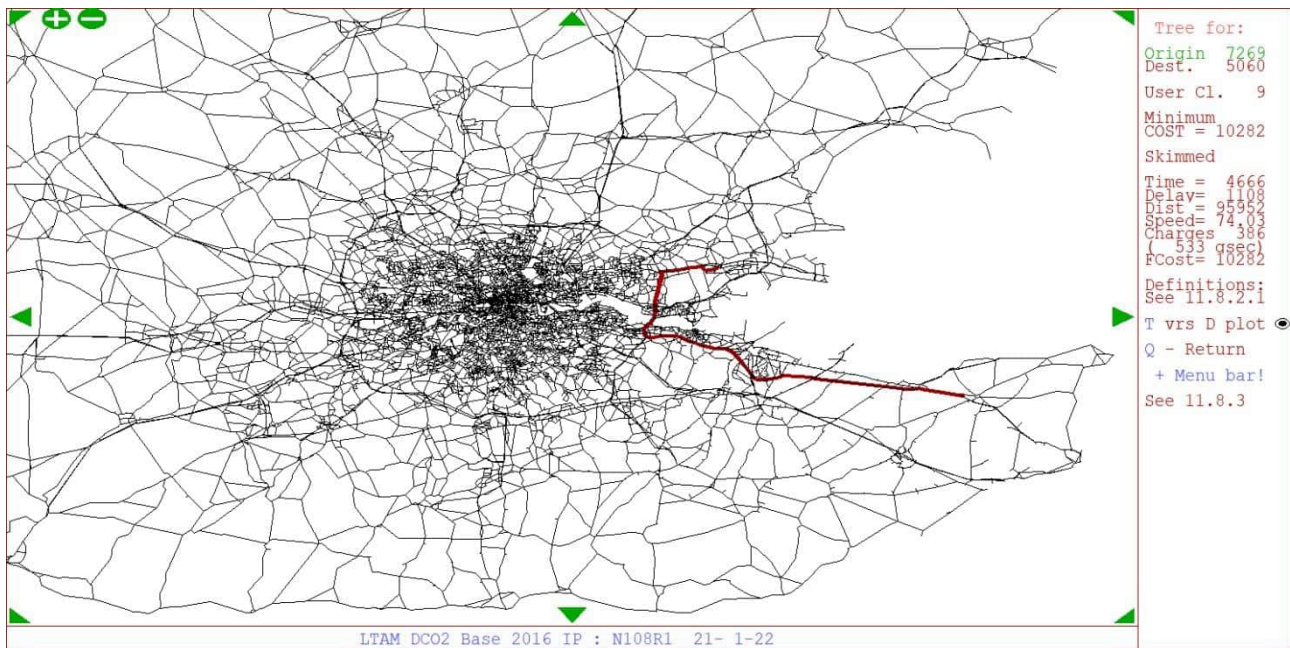 Tree for:
Origin 7269
Dest. 5060
User Cl. 9
Minimum
COST = 10282
Skimmed
Time = 4666
Delay= 1108
Dist = 95952
Speed= 74.03
Charges 386
( 533 gsec)
FCost= 10282
Definitions:
See 11.8.2.1
T vrs D plot
Q - Return
+ Menu bar!
See 11.8.3
LTAM DCO2 Base 2016 IP : N108R1 21- 1-22